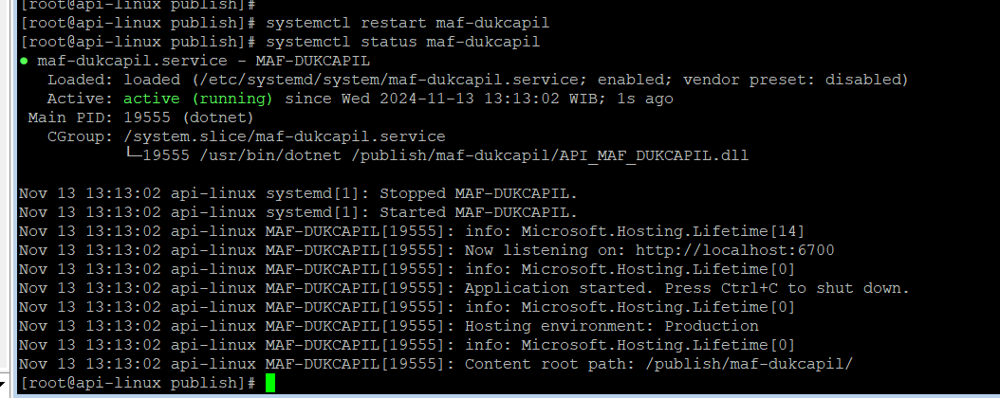 [root@api-linux publish]#
[root@api-linux publish]# systemctl restart maf-dukcapil
[root@api-linux publish]# systemctl status maf-dukcapil
● maf-dukcapil.service - MAF-DUKCAPIL
   Loaded: loaded (/etc/systemd/system/maf-dukcapil.service; enabled; vendor preset: disabled)
   Active: active (running) since Wed 2024-11-13 13:13:02 WIB; 1s ago
 Main PID: 19555 (dotnet)
   CGroup: /system.slice/maf-dukcapil.service
           └─19555 /usr/bin/dotnet /publish/maf-dukcapil/API_MAF_DUKCAPIL.dll
Nov 13 13:13:02 api-linux systemd[1]: Stopped MAF-DUKCAPIL.
Nov 13 13:13:02 api-linux systemd[1]: Started MAF-DUKCAPIL.
Nov 13 13:13:02 api-linux MAF-DUKCAPIL[19555]: info: Microsoft.Hosting.Lifetime[14]
Nov 13 13:13:02 api-linux MAF-DUKCAPIL[19555]: Now listening on: http://localhost:6700
Nov 13 13:13:02 api-linux MAF-DUKCAPIL[19555]: info: Microsoft.Hosting.Lifetime[0]
Nov 13 13:13:02 api-linux MAF-DUKCAPIL[19555]: Application started. Press Ctrl+C to shut down.
Nov 13 13:13:02 api-linux MAF-DUKCAPIL[19555]: info: Microsoft.Hosting.Lifetime[0]
Nov 13 13:13:02 api-linux MAF-DUKCAPIL[19555]: Hosting environment: Production
Nov 13 13:13:02 api-linux MAF-DUKCAPIL[19555]: info: Microsoft.Hosting.Lifetime[0]
Nov 13 13:13:02 api-linux MAF-DUKCAPIL[19555]: Content root path: /publish/maf-dukcapil/
[root@api-linux publish]#